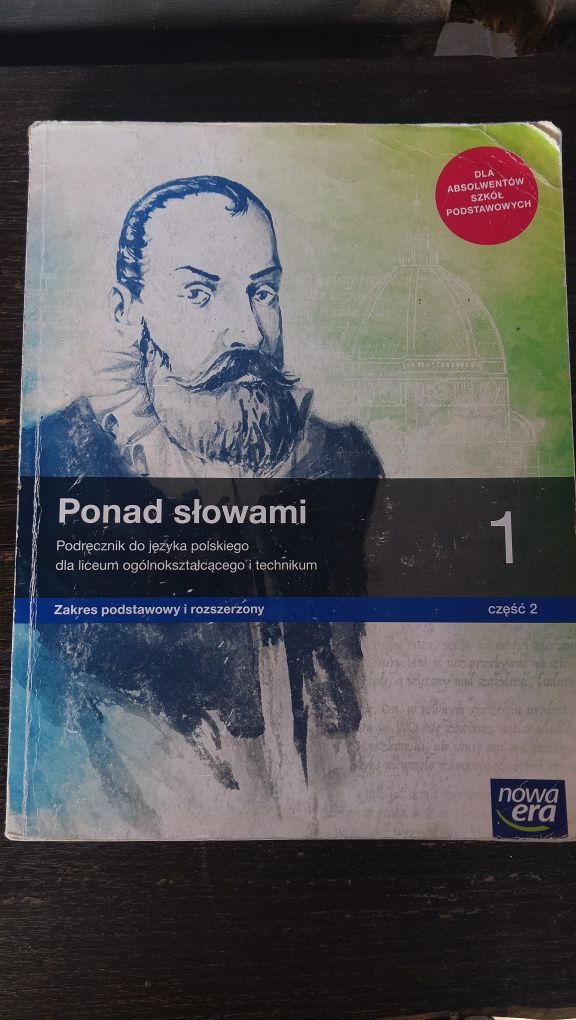 DLA
ABSOLWENTÓW
SZKÓŁ
PODSTAWOWYCH
Ponad słowami
1
Podręcznik do języka polskiego
dla liceum ogólnokształcącego i technikum
Zakres podstawowy i rozszerzony
część 2
nowa
era